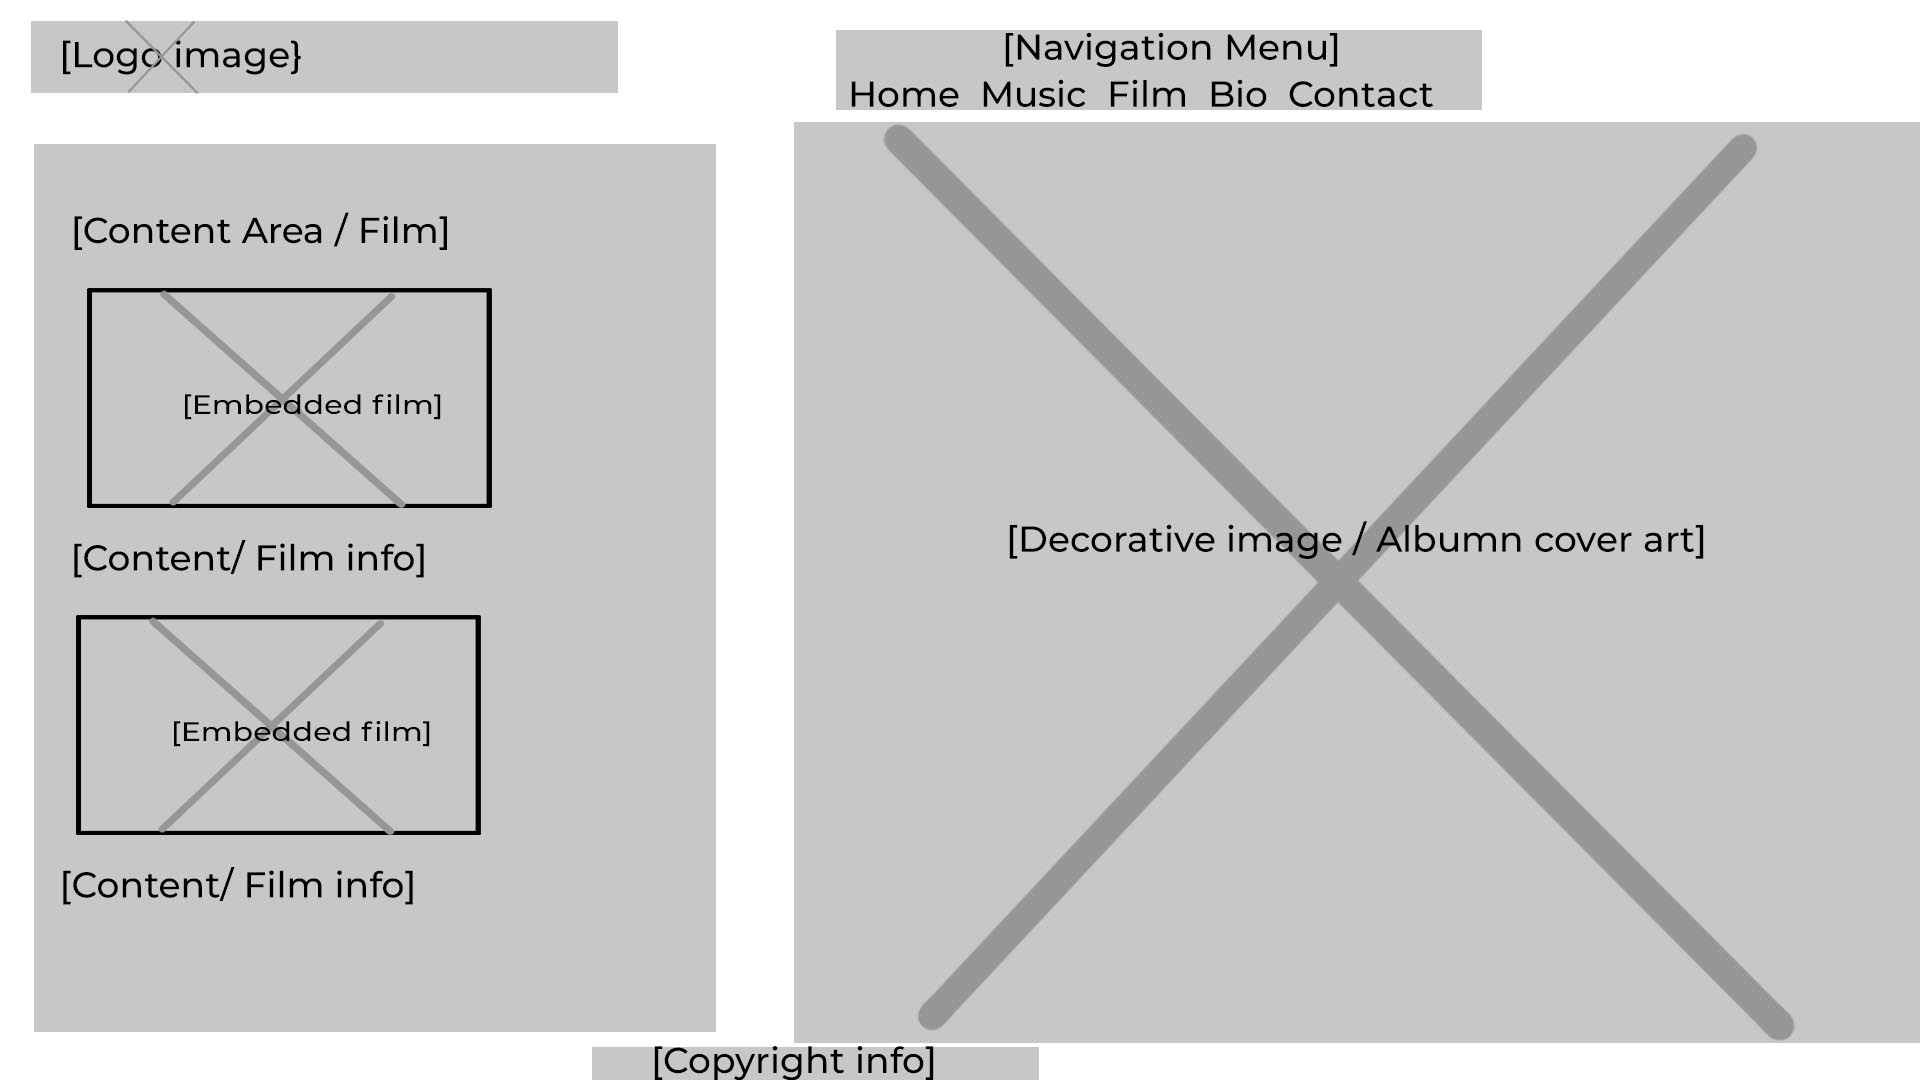 [Logo image}
[Navigation Menu]
Home Music Film Bio Contact
[Content Area / Film]
[Embedded film]
[Content/ Film info]
[Embedded film]
[Content/ Film info]
[Decorative image / Albumn cover art]
[Copyright info]